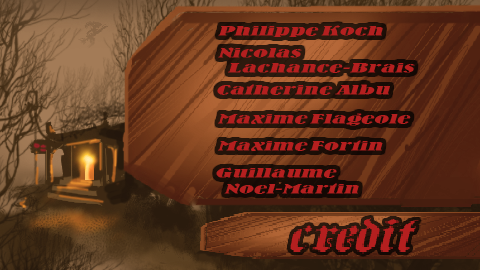 Philippe Koch
Nicolas
Lachance-Brais
Catherine Albu
Maxime Flageole
Maxime Fortin
Guillaume
Noel-Martin
credit